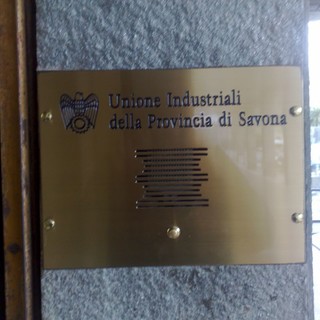 Unione Industriali
della Provincia di Savona